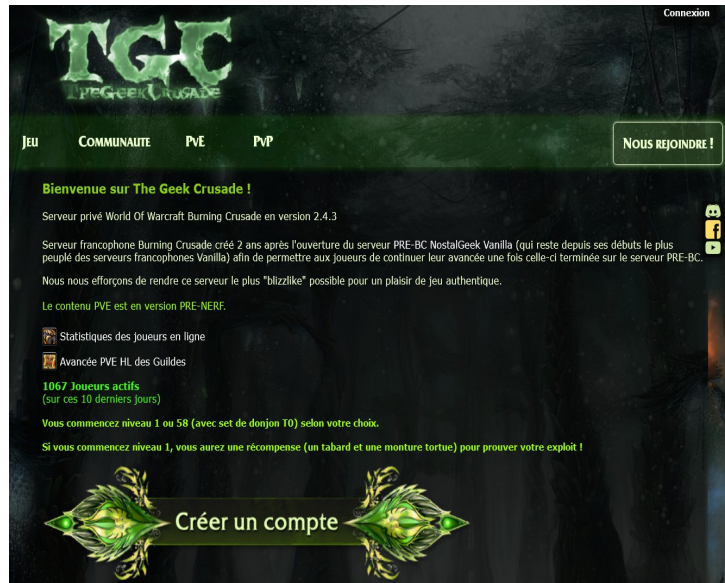 Connexion
TGC
THEGEEKCRUSADE
JEU COMMUNAUTE PVE PVP NOUS REJOINDRE !
Bienvenue sur The Geek Crusade !
Serveur privé World Of Warcraft Burning Crusade en version 2.4.3
Serveur francophone Burning Crusade créé 2 ans après l'ouverture du serveur PRE-BC NostalGeek Vanilla (qui reste depuis ses débuts le plus
peuplé des serveurs francophones Vanilla) afin de permettre aux joueurs de continuer leur avancée une fois celle-ci terminée sur le serveur PRE-BC.
Nous nous efforçons de rendre ce serveur le plus "blizzlike" possible pour un plaisir de jeu authentique.
Le contenu PVE est en version PRE-NERF.
Statistiques des joueurs en ligne
Avancée PVE HL des Guildes
1067 Joueurs actifs
(sur ces 10 derniers jours)
Vous commencez niveau 1 ou 58 (avec set de donjon T0) selon votre choix.
Si vous commencez niveau 1, vous aurez une récompense (un tabard et une monture tortue) pour prouver votre exploit !
Créer un compte